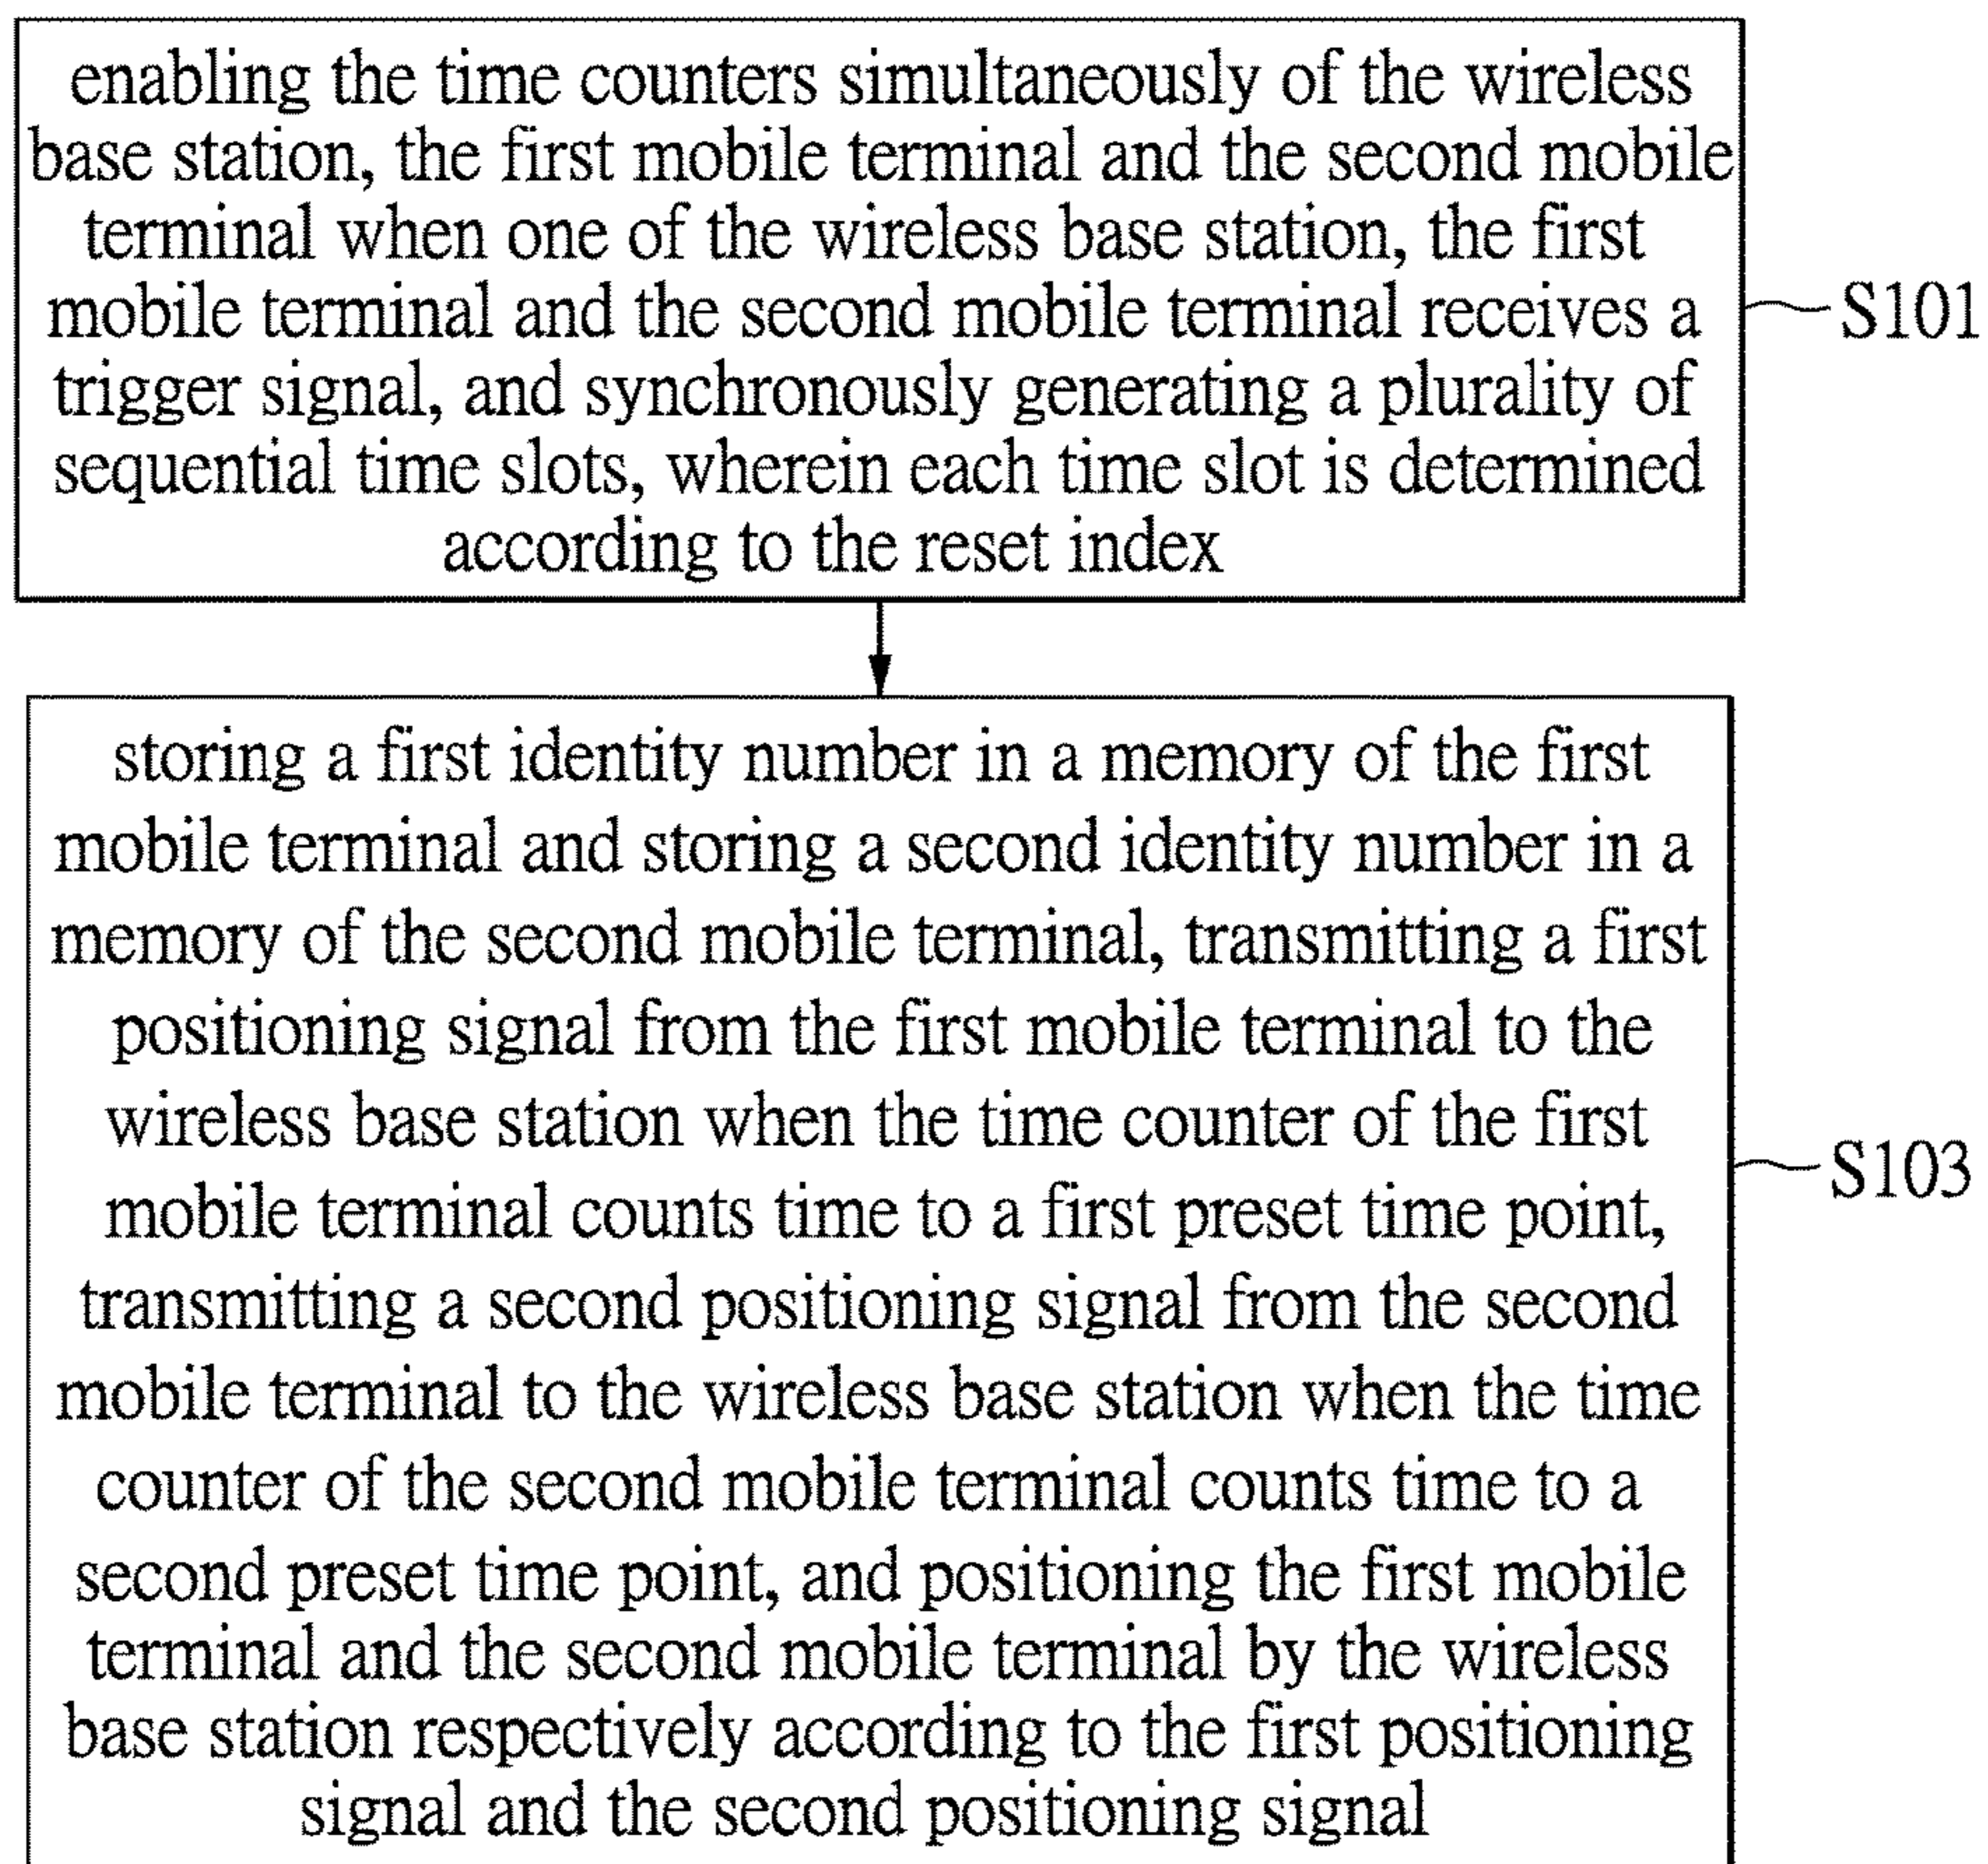 enabling the time counters simultaneously of the wireless
base station, the first mobile terminal and the second mobile
terminal when one of the wireless base station, the first
mobile terminal and the second mobile terminal receives a
trigger signal, and synchronously generating a plurality of
sequential time slots, wherein each time slot is determined
according to the reset index
S101
storing a first identity number in a memory of the first
mobile terminal and storing a second identity number in a
memory of the second mobile terminal, transmitting a first
positioning signal from the first mobile terminal to the
wireless base station when the time counter of the first
mobile terminal counts time to a first preset time point,
transmitting a second positioning signal from the second
mobile terminal to the wireless base station when the time
counter of the second mobile terminal counts time to a
second preset time point, and positioning the first mobile
terminal and the second mobile terminal by the wireless
base station respectively according to the first positioning
signal and the second positioning signal
S103